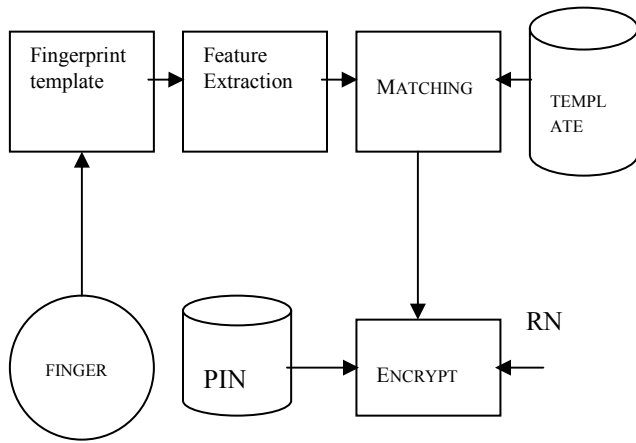 Fingerprint
template
Feature
Extraction
MATCHING
TEMPL
ATE
FINGER
PIN
ENCRYPT
RN